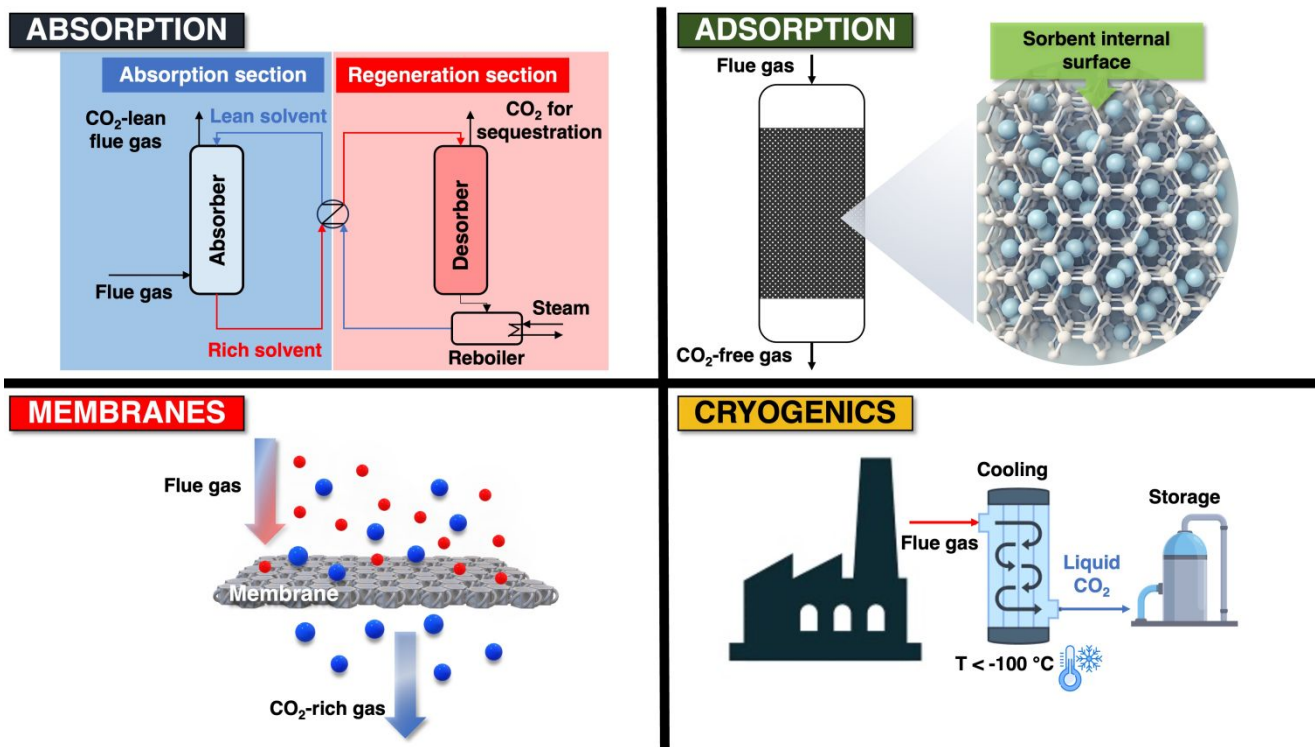 ABSORPTION
Absorption section
Regeneration section
CO₂-lean
flue gas
Lean solvent
CO₂ for
sequestration
Absorber
Desorber
Flue gas
Rich solvent
Steam
Reboiler
ADSORPTION
Flue gas
Sorbent internal
surface
CO₂-free gas
MEMBRANES
Flue gas
Membrane
CO₂-rich gas
CRYOGENICS
Cooling
Storage
Flue gas
Liquid
CO₂
T < -100 °C